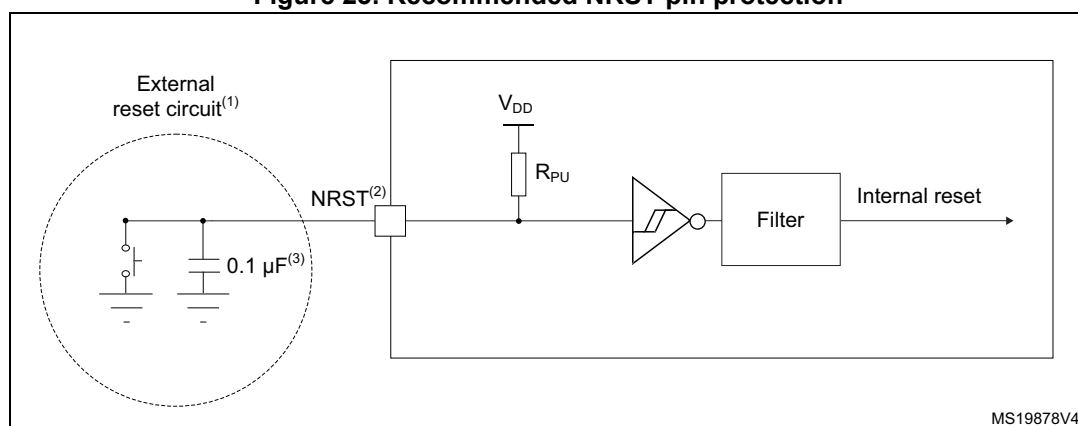 Figure 23. Recommended NRST pin protection
External
reset circuit(1)
VDD
RPU
NRST(2)
Filter
Internal reset
0.1 µF(3)
MS19878V4